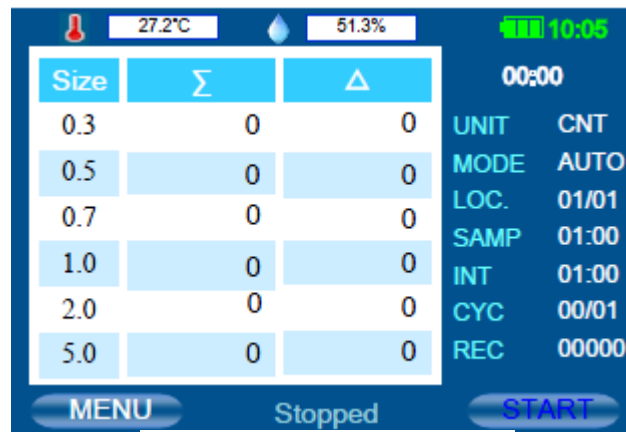 27.2°C 51.3% 10:05
Size Σ Δ 00:00
0.3 0 0 UNIT CNT
0.5 0 0 MODE AUTO
LOC. 01/01
0.7 0 0
SAMP 01:00
1.0 0 0 INT 01:00
2.0 0 0 CYC 00/01
5.0 0 0 REC 00000
MENU Stopped START